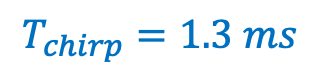 T_chirp = 1.3 ms